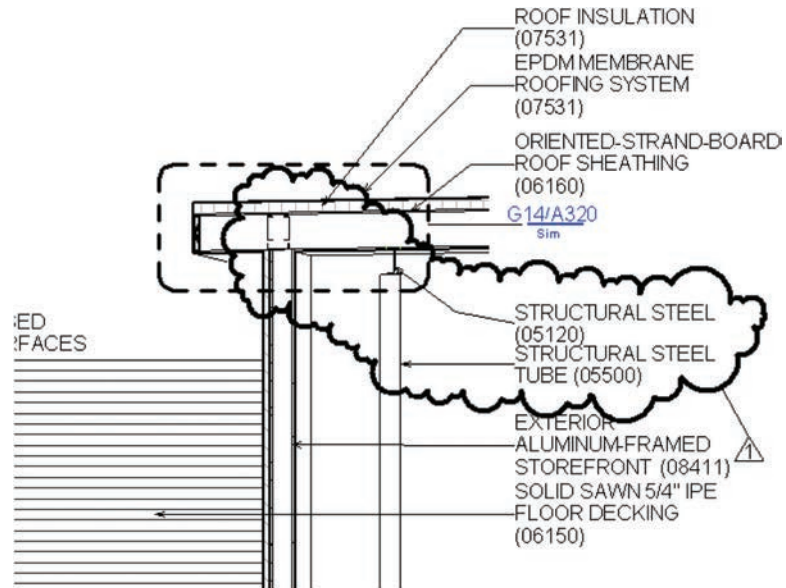 ROOF INSULATION
(07531)
EPDM MEMBRANE
ROOFING SYSTEM
(07531)
ORIENTED-STRAND-BOARD
ROOF SHEATHING
(06160)
G14/A320
Sim
STRUCTURAL STEEL
(05120)
STRUCTURAL STEEL
TUBE (05500)
EXTERIOR
ALUMINUM-FRAMED
STOREFRONT (08411)
1
SOLID SAWN 5/4" IPE
FLOOR DECKING
(06150)